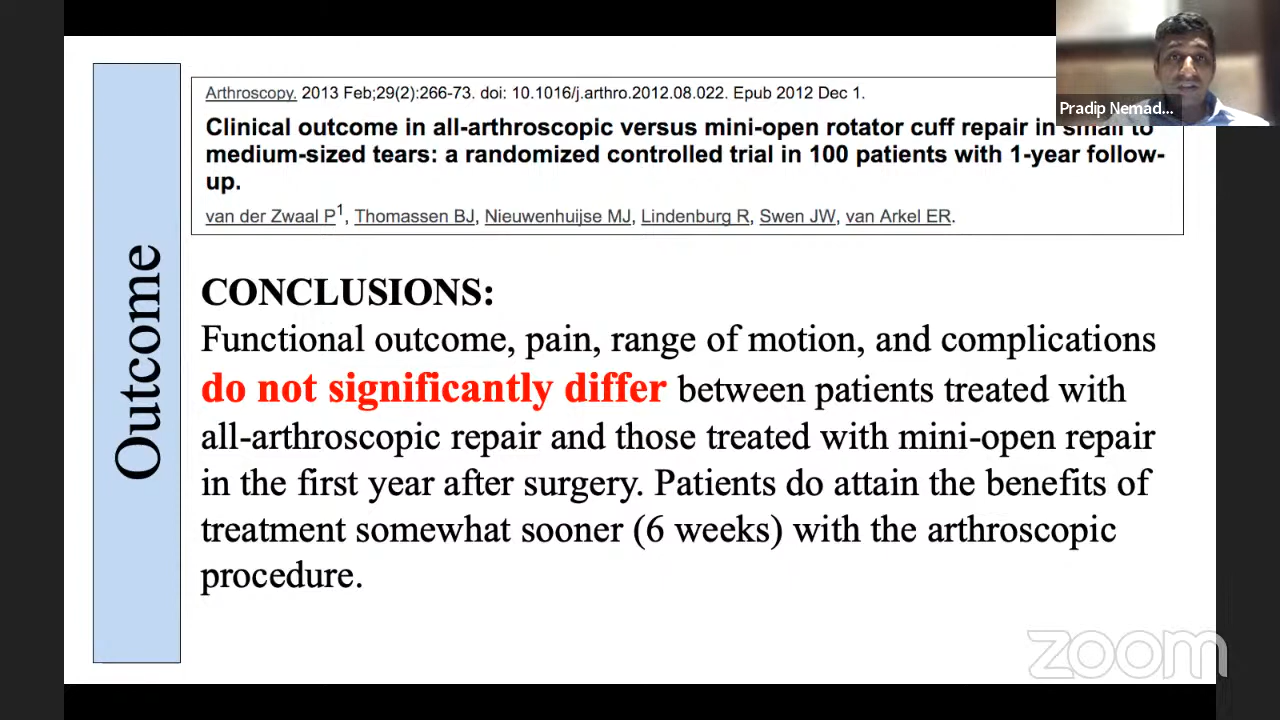 Outcome
Arthroscopy. 2013 Feb;29(2):266-73. doi: 10.1016/j.arthro.2012.08.022. Epub 2012 Dec 1.
Clinical outcome in all-arthroscopic versus mini-open rotator cuff repair in small to
medium-sized tears: a randomized controlled trial in 100 patients with 1-year follow-
up.
van der Zwaal P1, Thomassen BJ, Nieuwenhuijse MJ, Lindenburg R, Swen JW, van Arkel ER.
Pradip Nemad...
CONCLUSIONS:
Functional outcome, pain, range of motion, and complications
do not significantly differ between patients treated with
all-arthroscopic repair and those treated with mini-open repair
in the first year after surgery. Patients do attain the benefits of
treatment somewhat sooner (6 weeks) with the arthroscopic
procedure.
zoom